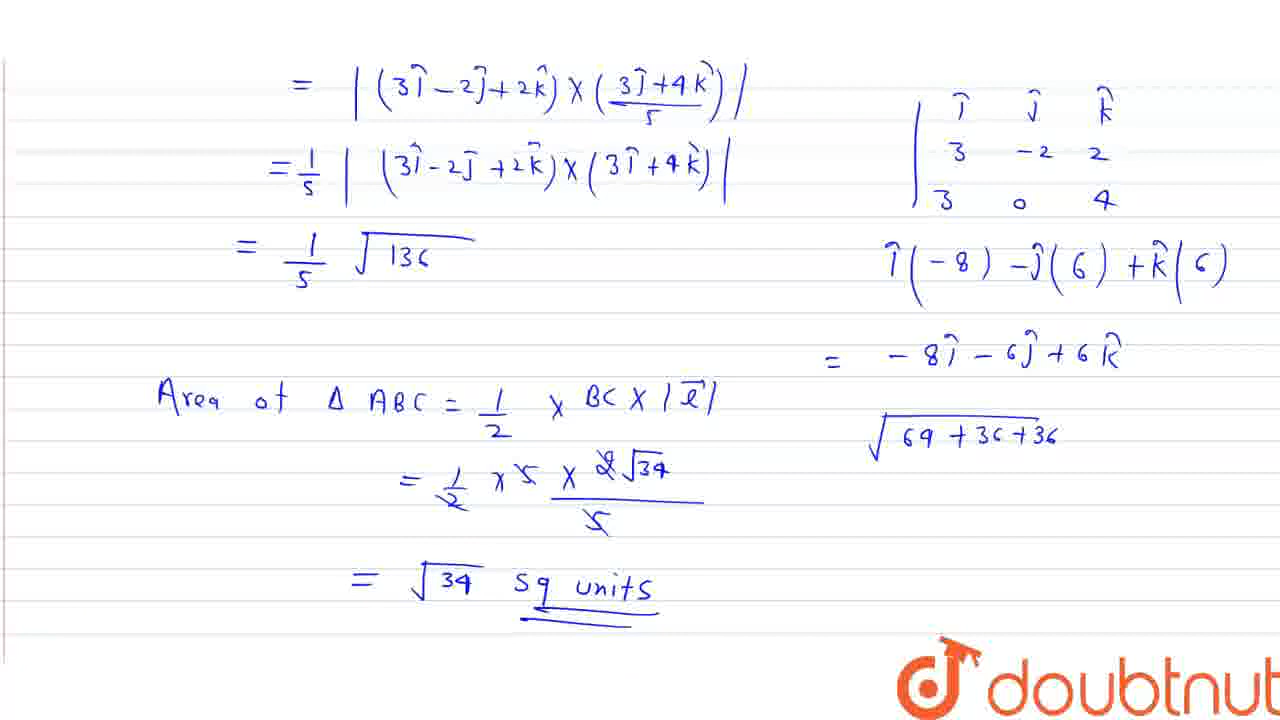 = | (3î - 2ĵ + 2k̂) × (3ĵ + 4k̂)/5 |
= 1/5 | (3î - 2ĵ + 2k̂) × (3î + 4k̂) |
= 1/5 √136
Area of Δ ABC = 1/2 × BC × |l⃗|
= 1/2 × 5 × 2√34/5
= √34 sq units
| î ĵ k̂
3 -2 2
3 0 4
î(-8) - ĵ(6) + k̂(6)
= - 8î - 6ĵ + 6k̂
√64 + 36 + 36
doubtnut